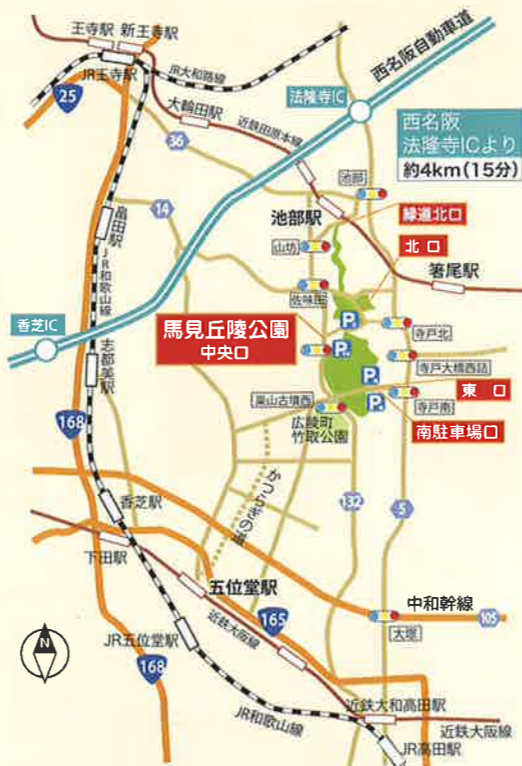 王寺駅
新王寺駅
JR王寺駅
JR大和路線
西名阪自動車道
25
大輪田駅
近鉄田原本線
法隆寺IC
西名阪
法隆寺ICより
約4km(15分)
36
池部
14
池部駅
緑道北口
畠田駅
JR和歌山線
山坊
北 口
箸尾駅
佐味田
香芝IC
馬見丘陵公園
中央口
P
P
寺戸北
志都美駅
寺戸大橋西詰
P
東 口
巣山古墳西
P
寺戸南
168
広陵町
竹取公園
南駐車場口
かつらぎの道
香芝駅
132
5
下田駅
五位堂駅
165
中和幹線
105
近鉄大阪線
大塚
N
JR五位堂駅
168
JR和歌山線
近鉄大和高田駅
近鉄大阪線
JR高田駅